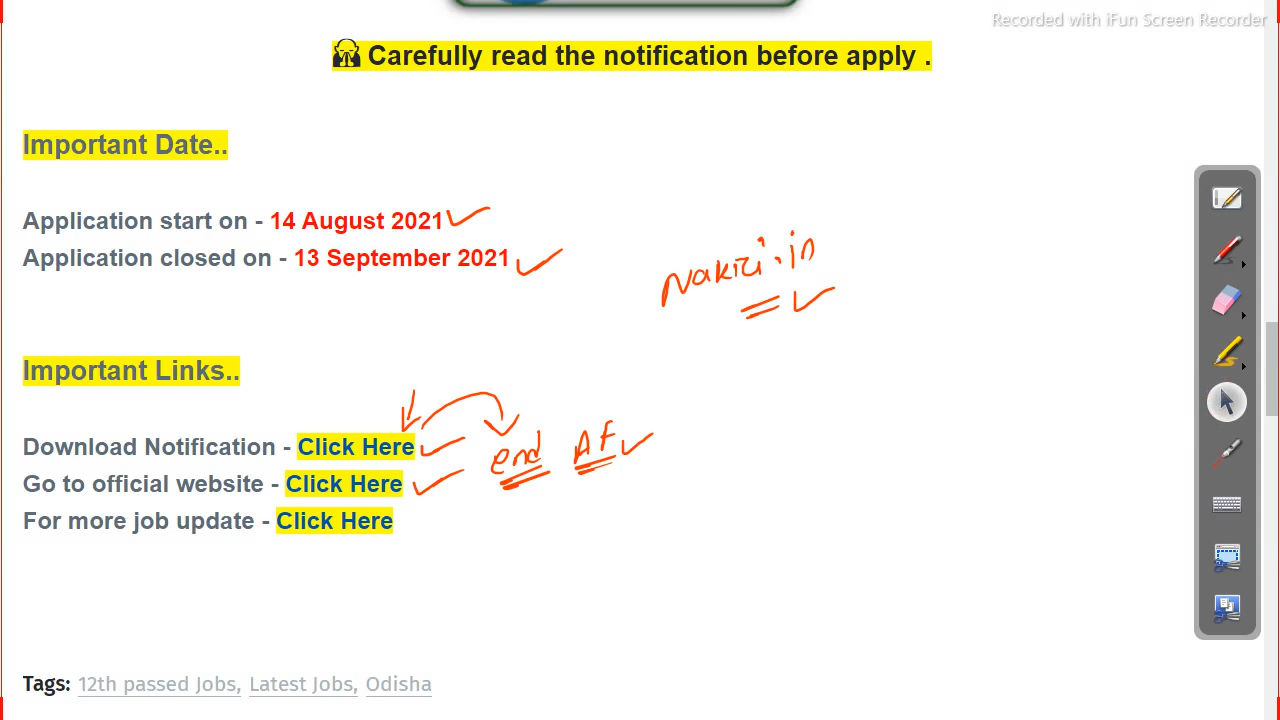 Recorded with iFun Screen Recorder
Carefully read the notification before apply .
Important Date..
Application start on - 14 August 2021
Application closed on - 13 September 2021
Important Links..
Download Notification - Click Here
end AF
Go to official website - Click Here
For more job update - Click Here
Tags: 12th passed Jobs, Latest Jobs, Odisha